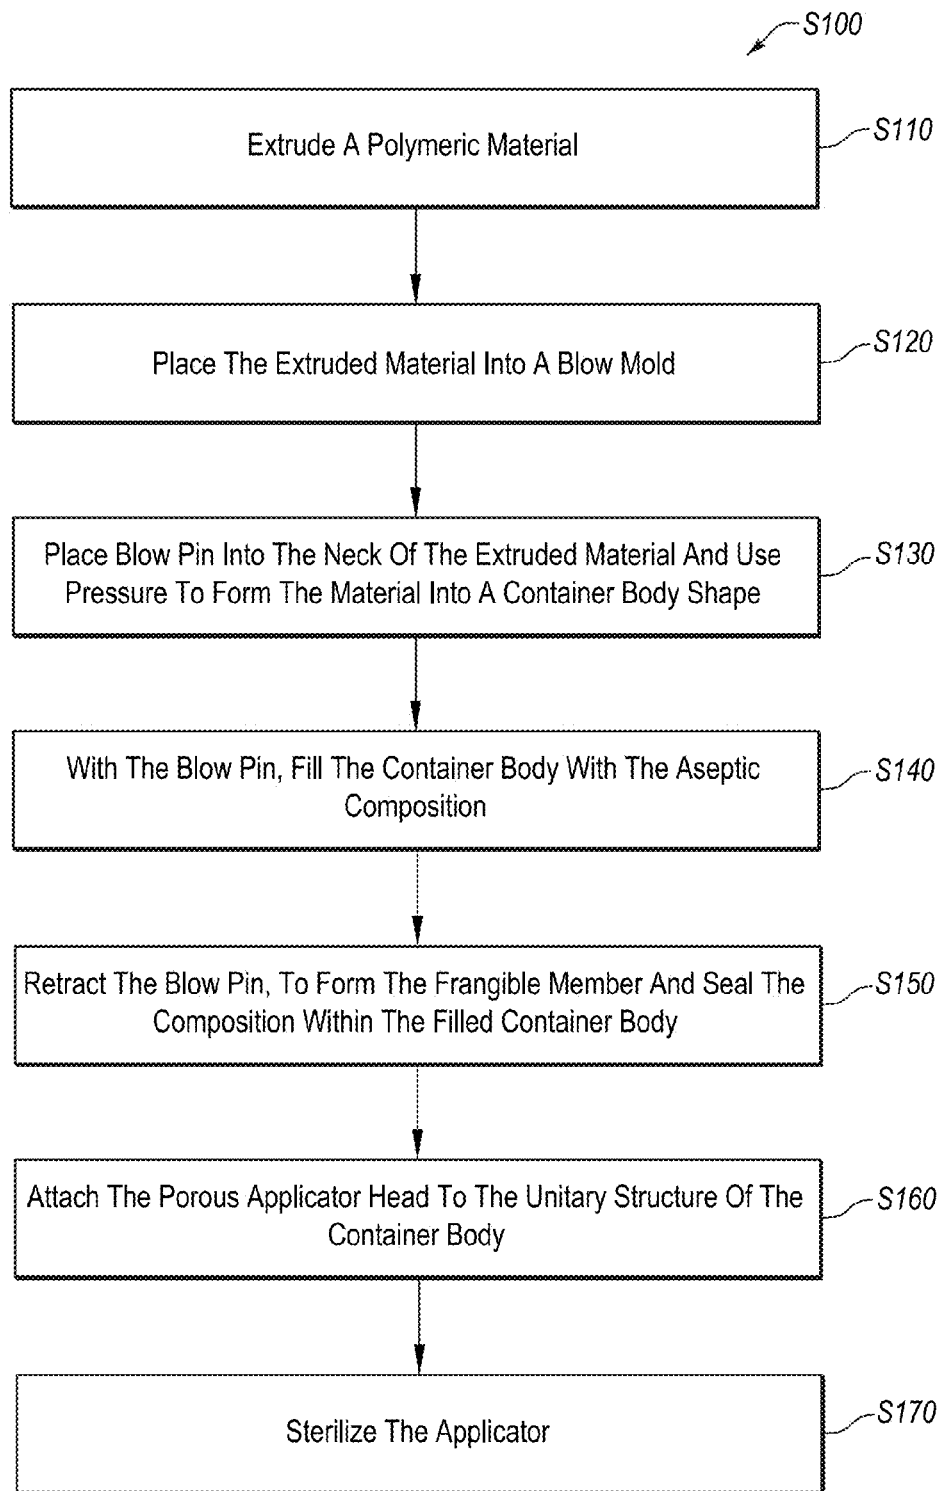 S100
Extrude A Polymeric Material
S110
Place The Extruded Material Into A Blow Mold
S120
Place Blow Pin Into The Neck Of The Extruded Material And Use
Pressure To Form The Material Into A Container Body Shape
S130
With The Blow Pin, Fill The Container Body With The Aseptic
Composition
S140
Retract The Blow Pin, To Form The Frangible Member And Seal The
Composition Within The Filled Container Body
S150
Attach The Porous Applicator Head To The Unitary Structure Of The
Container Body
S160
Sterilize The Applicator
S170